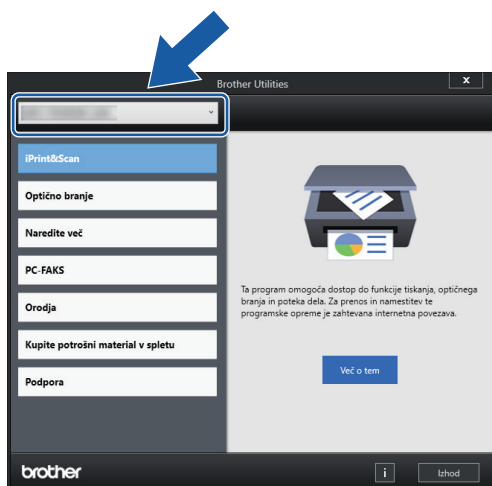 Brother Utilities
X
iPrint&Scan
Optično branje
Naredite več
PC-FAKS
Orodja
Kupite potrošni material v spletu
Podpora
Ta program omogoča dostop do funkcije tiskanja, optičnega
branja in poteka dela. Za prenos in namestitev te
programske opreme je zahtevana internetna povezava.
Več o tem
brother
i
Izhod